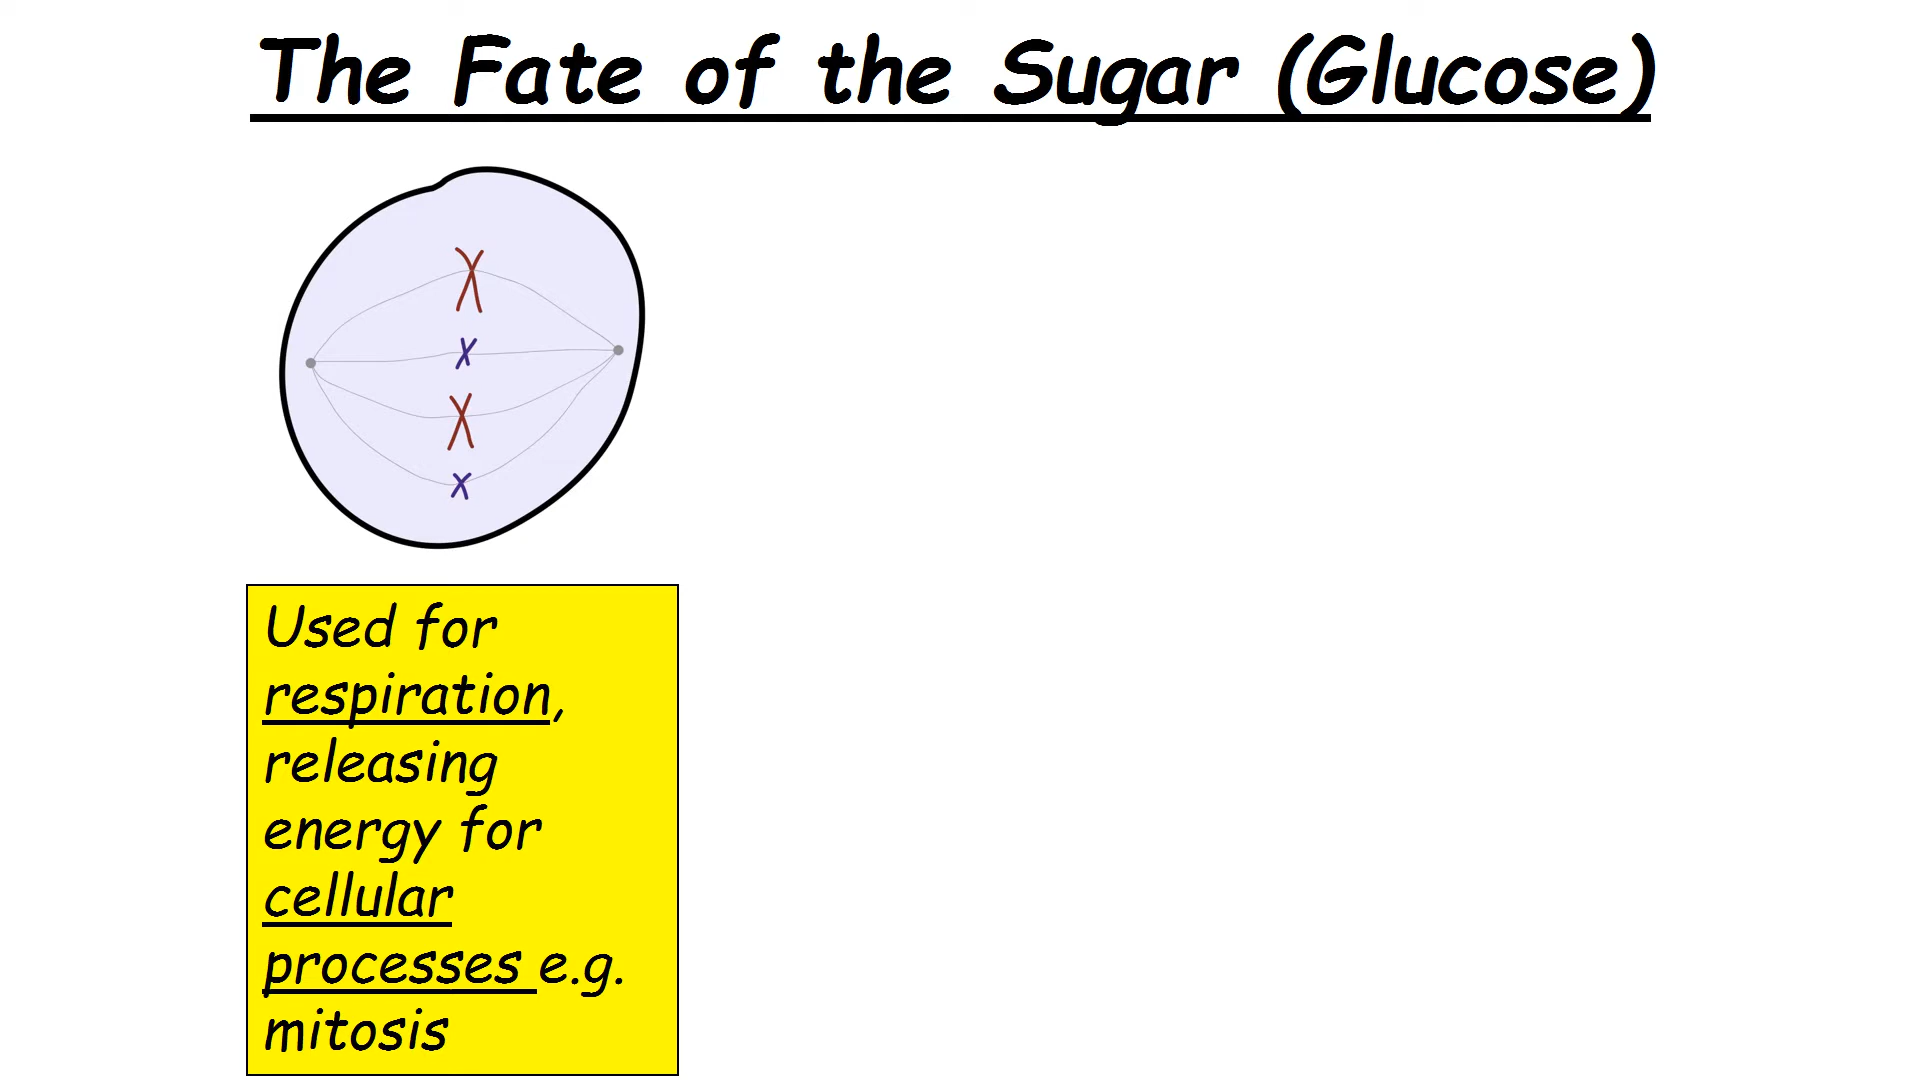 The Fate of the Sugar (Glucose)
Used for
respiration,
releasing
energy for
cellular
processes e.g.
mitosis